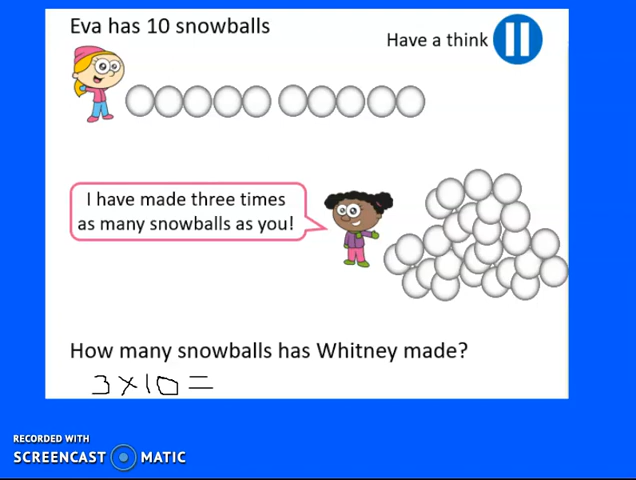 Eva has 10 snowballs
Have a think
I have made three times
as many snowballs as you!
How many snowballs has Whitney made?
3 × 10 =
RECORDED WITH
SCREENCAST MATIC